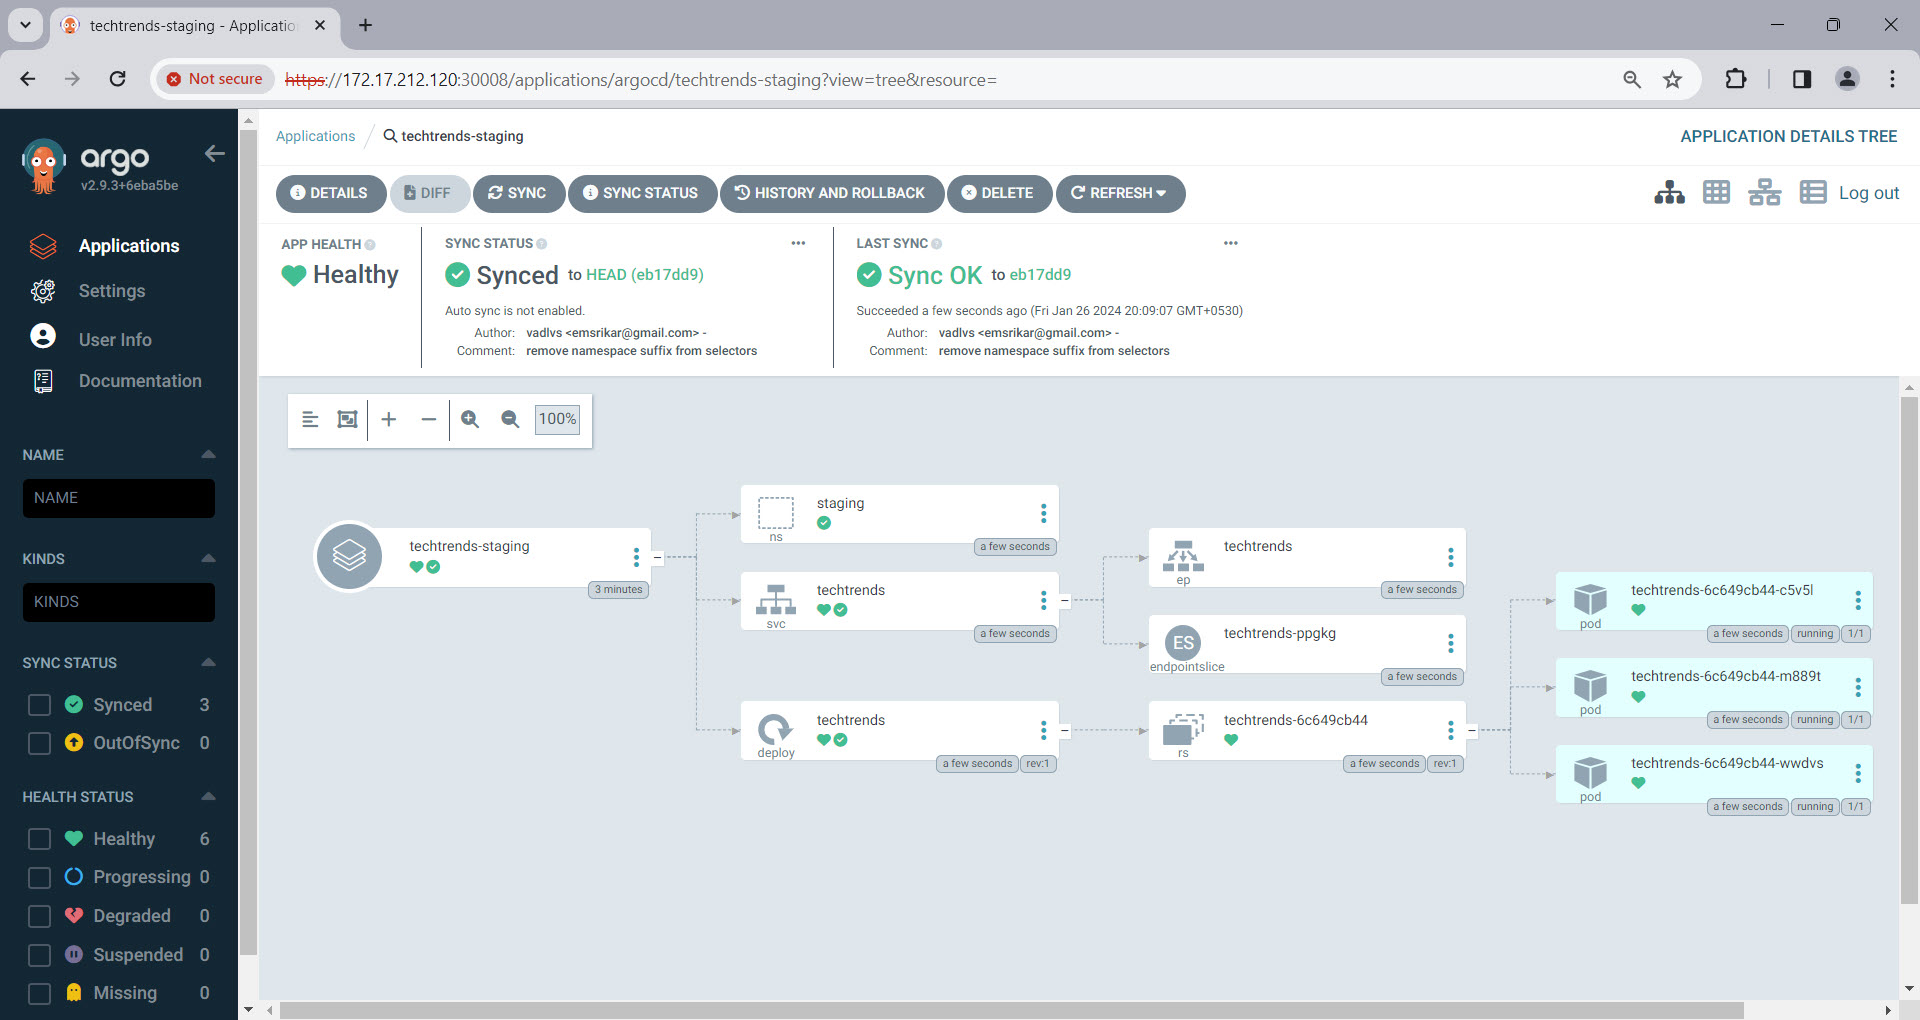 techtrends-staging - Applicatio
Not secure
https://172.17.212.120:30008/applications/argocd/techtrends-staging?view=tree&resource=
argo
v2.9.3+6eba5be
Applications
Settings
User Info
Documentation
NAME
NAME
KINDS
KINDS
SYNC STATUS
Synced 3
OutOfSync 0
HEALTH STATUS
Healthy 6
Progressing 0
Degraded 0
Suspended 0
Missing 0
Applications / techtrends-staging
APPLICATION DETAILS TREE
DETAILS DIFF SYNC SYNC STATUS HISTORY AND ROLLBACK DELETE REFRESH
Log out
APP HEALTH
Healthy
SYNC STATUS
Synced to HEAD (eb17dd9)
Auto sync is not enabled.
Author: vadlvs <emsrikar@gmail.com> -
Comment: remove namespace suffix from selectors
LAST SYNC
Sync OK to eb17dd9
Succeeded a few seconds ago (Fri Jan 26 2024 20:09:07 GMT+0530)
Author: vadlvs <emsrikar@gmail.com> -
Comment: remove namespace suffix from selectors
100%
techtrends-staging
3 minutes
staging
ns
a few seconds
techtrends
svc
a few seconds
techtrends
deploy
a few seconds rev:1
techtrends
ep
a few seconds
ES
techtrends-ppgkg
endpointslice
a few seconds
techtrends-6c649cb44
rs
a few seconds rev:1
techtrends-6c649cb44-c5v5l
pod
a few seconds running 1/1
techtrends-6c649cb44-m889t
pod
a few seconds running 1/1
techtrends-6c649cb44-wwdvs
pod
a few seconds running 1/1